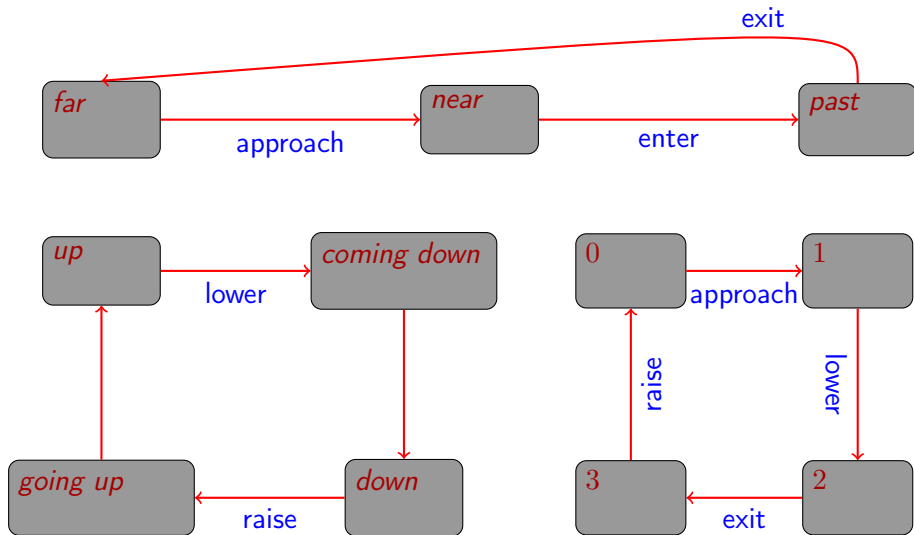 exit
far
near
past
approach
enter
up
coming down
0
1
lower
approach
raise
lower
going up
down
3
2
raise
exit